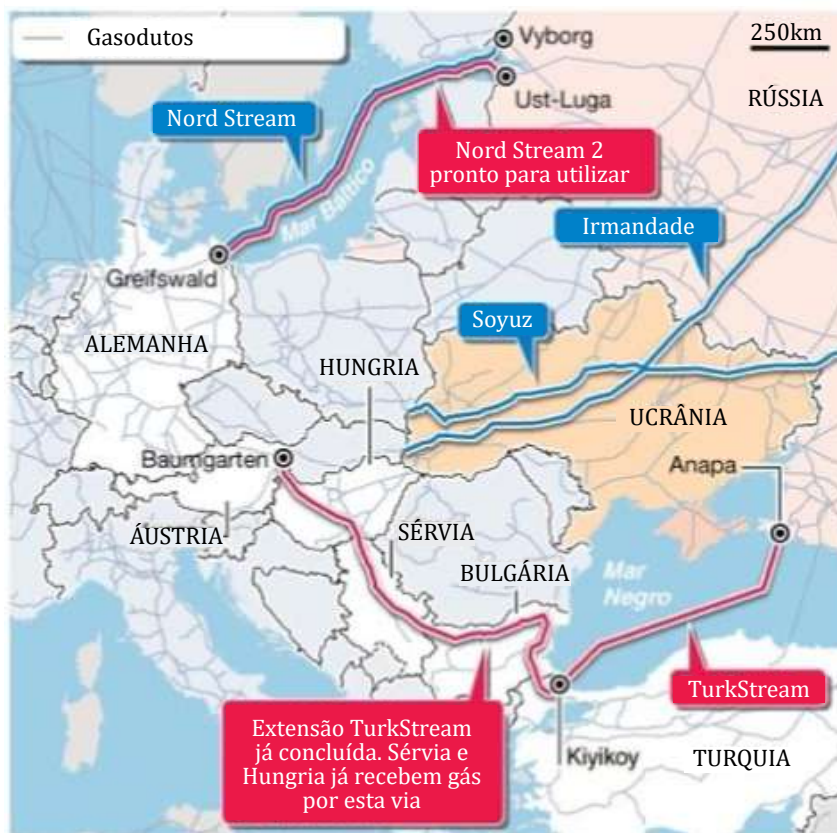 Gasodutos
Vyborg
250km
Ust-Luga
RÚSSIA
Nord Stream
Nord Stream 2
pronto para utilizar
Mar Báltico
Irmandade
Greifswald
Soyuz
ALEMANHA
HUNGRIA
UCRÂNIA
Baumgarten
Anapa
ÁUSTRIA
SÉRVIA
BULGÁRIA
Mar
Negro
TurkStream
Extensão TurkStream
já concluída. Sérvia e
Hungria já recebem gás
por esta via
Kiyikoy
TURQUIA